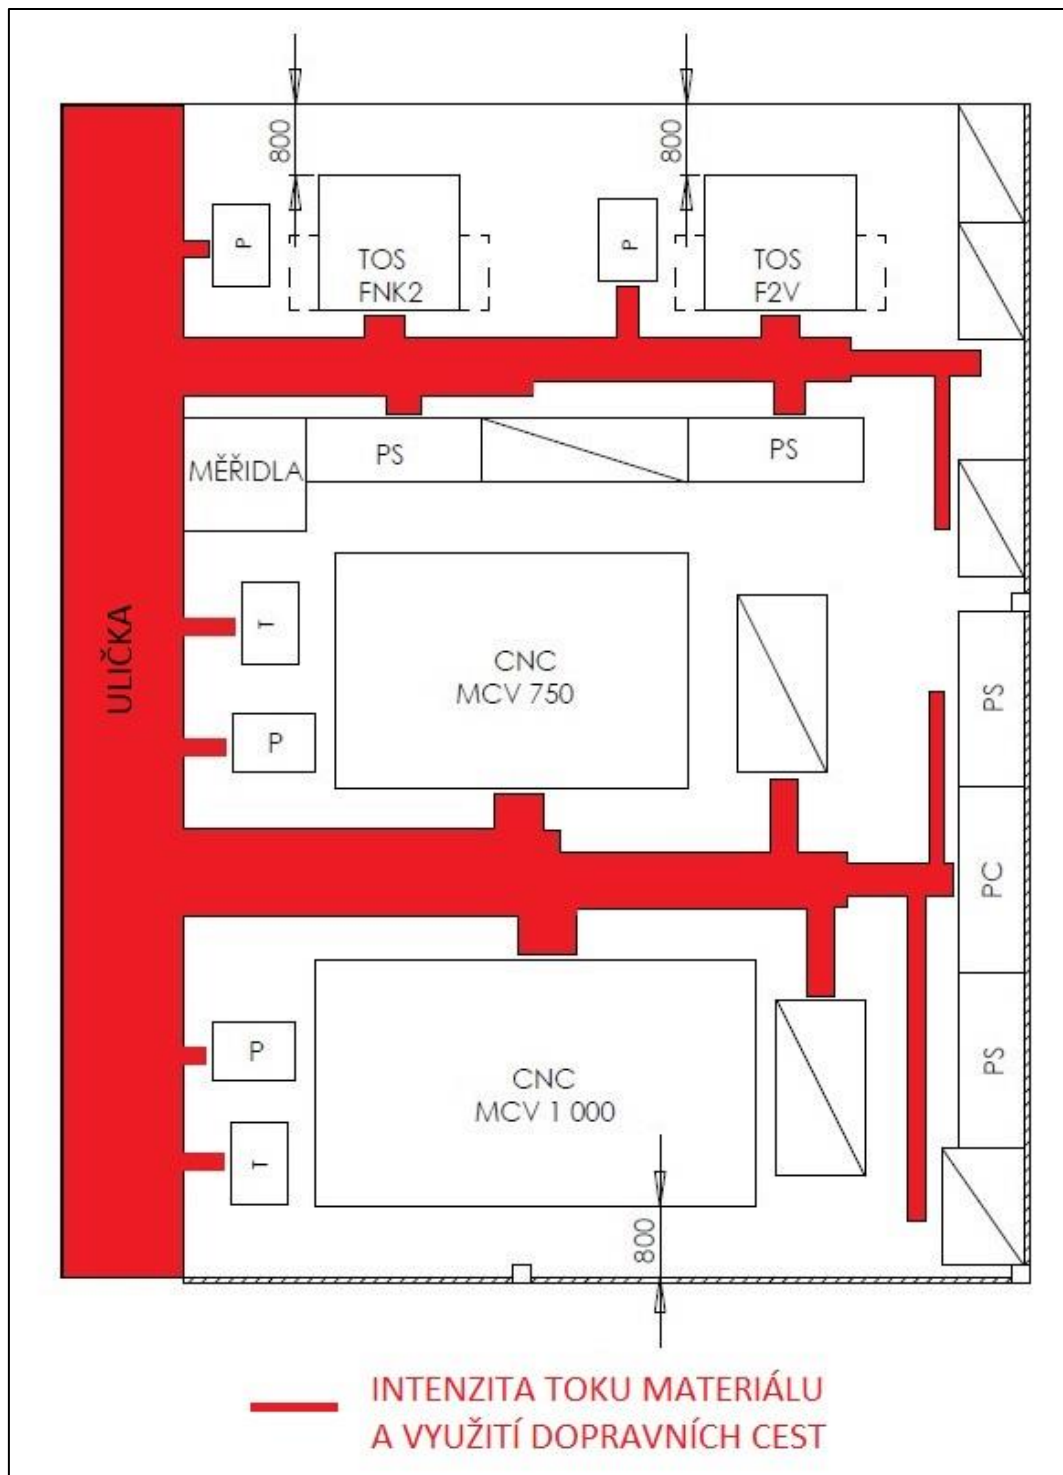 800
800
P
TOS
FNK2
P
TOS
F2V
MĚŘIDLA
PS
PS
ULIČKA
T
CNC
MCV 750
P
PS
PC
P
CNC
MCV 1 000
PS
T
800
INTENZITA TOKU MATERIÁLU
A VYUŽITÍ DOPRAVNÍCH CEST